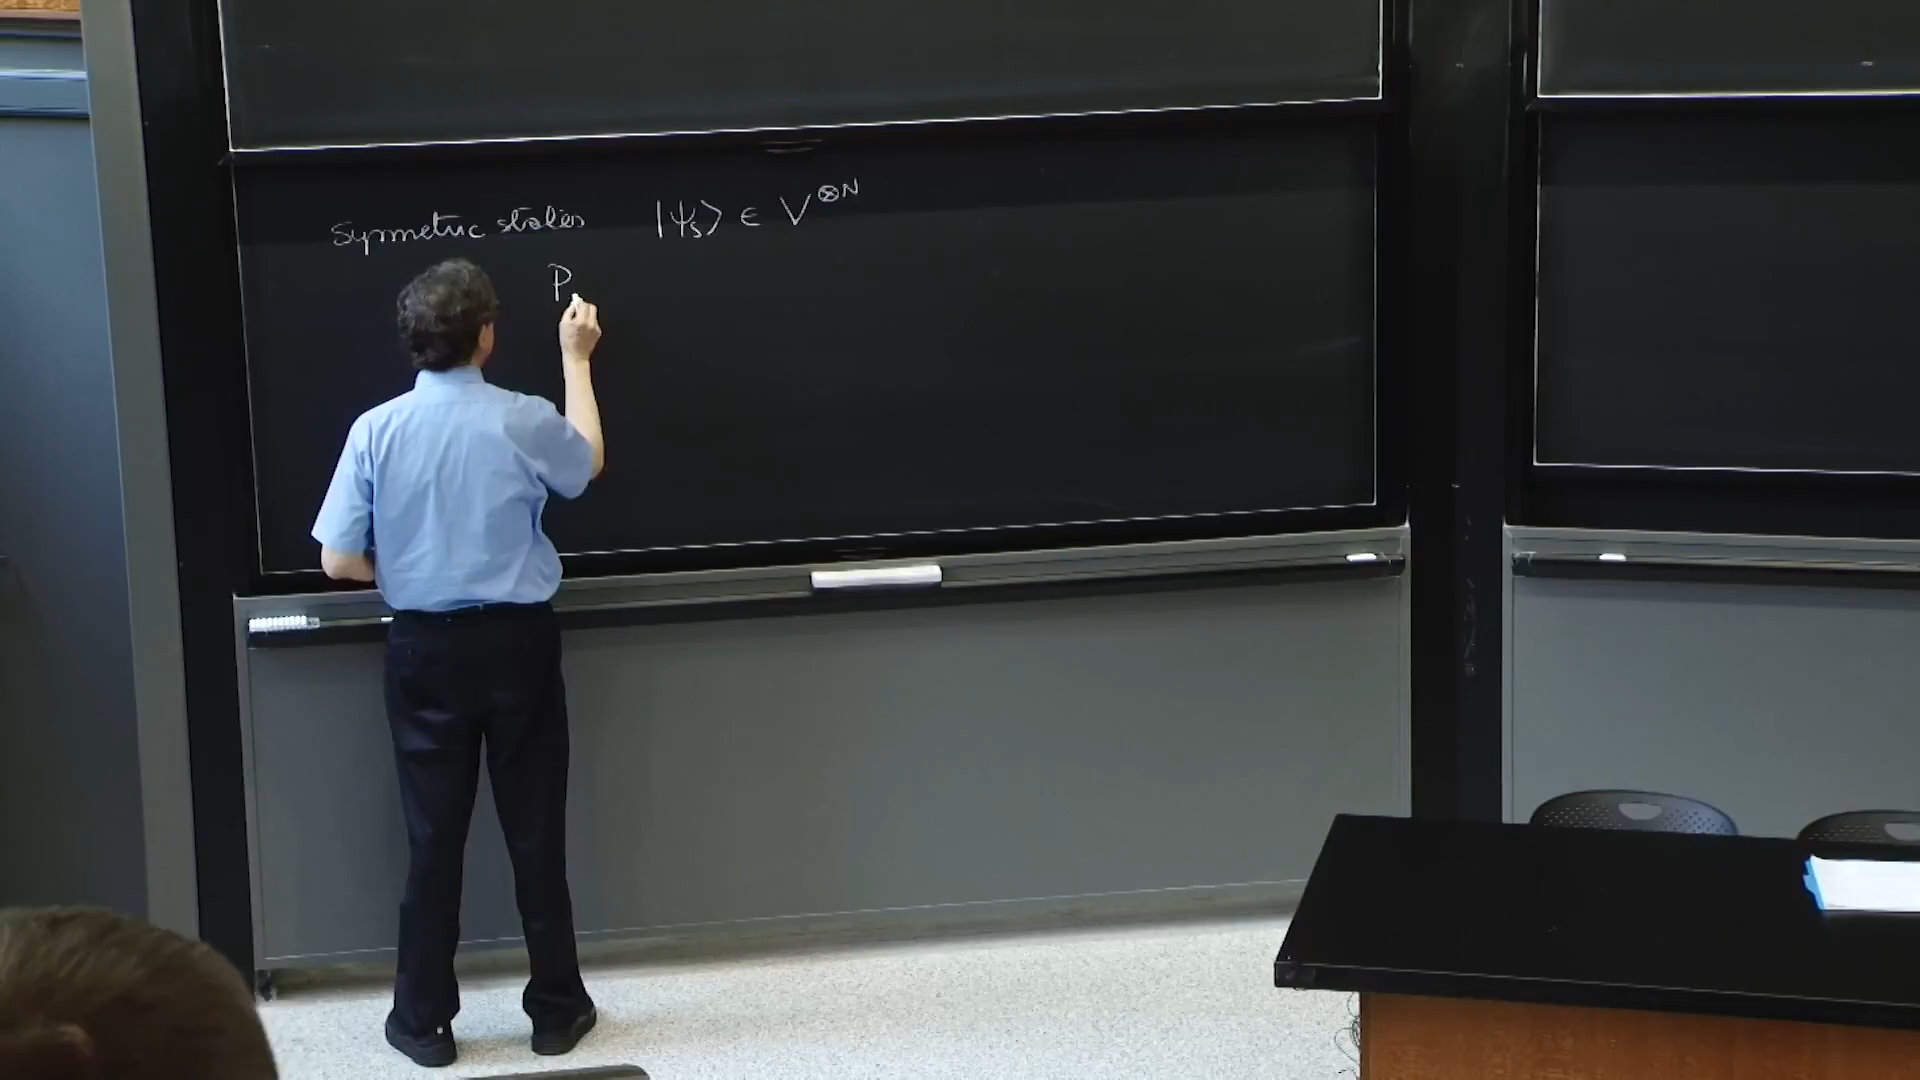 Symmetric states |ψ_S⟩ ∈ V^{⊗N}
P